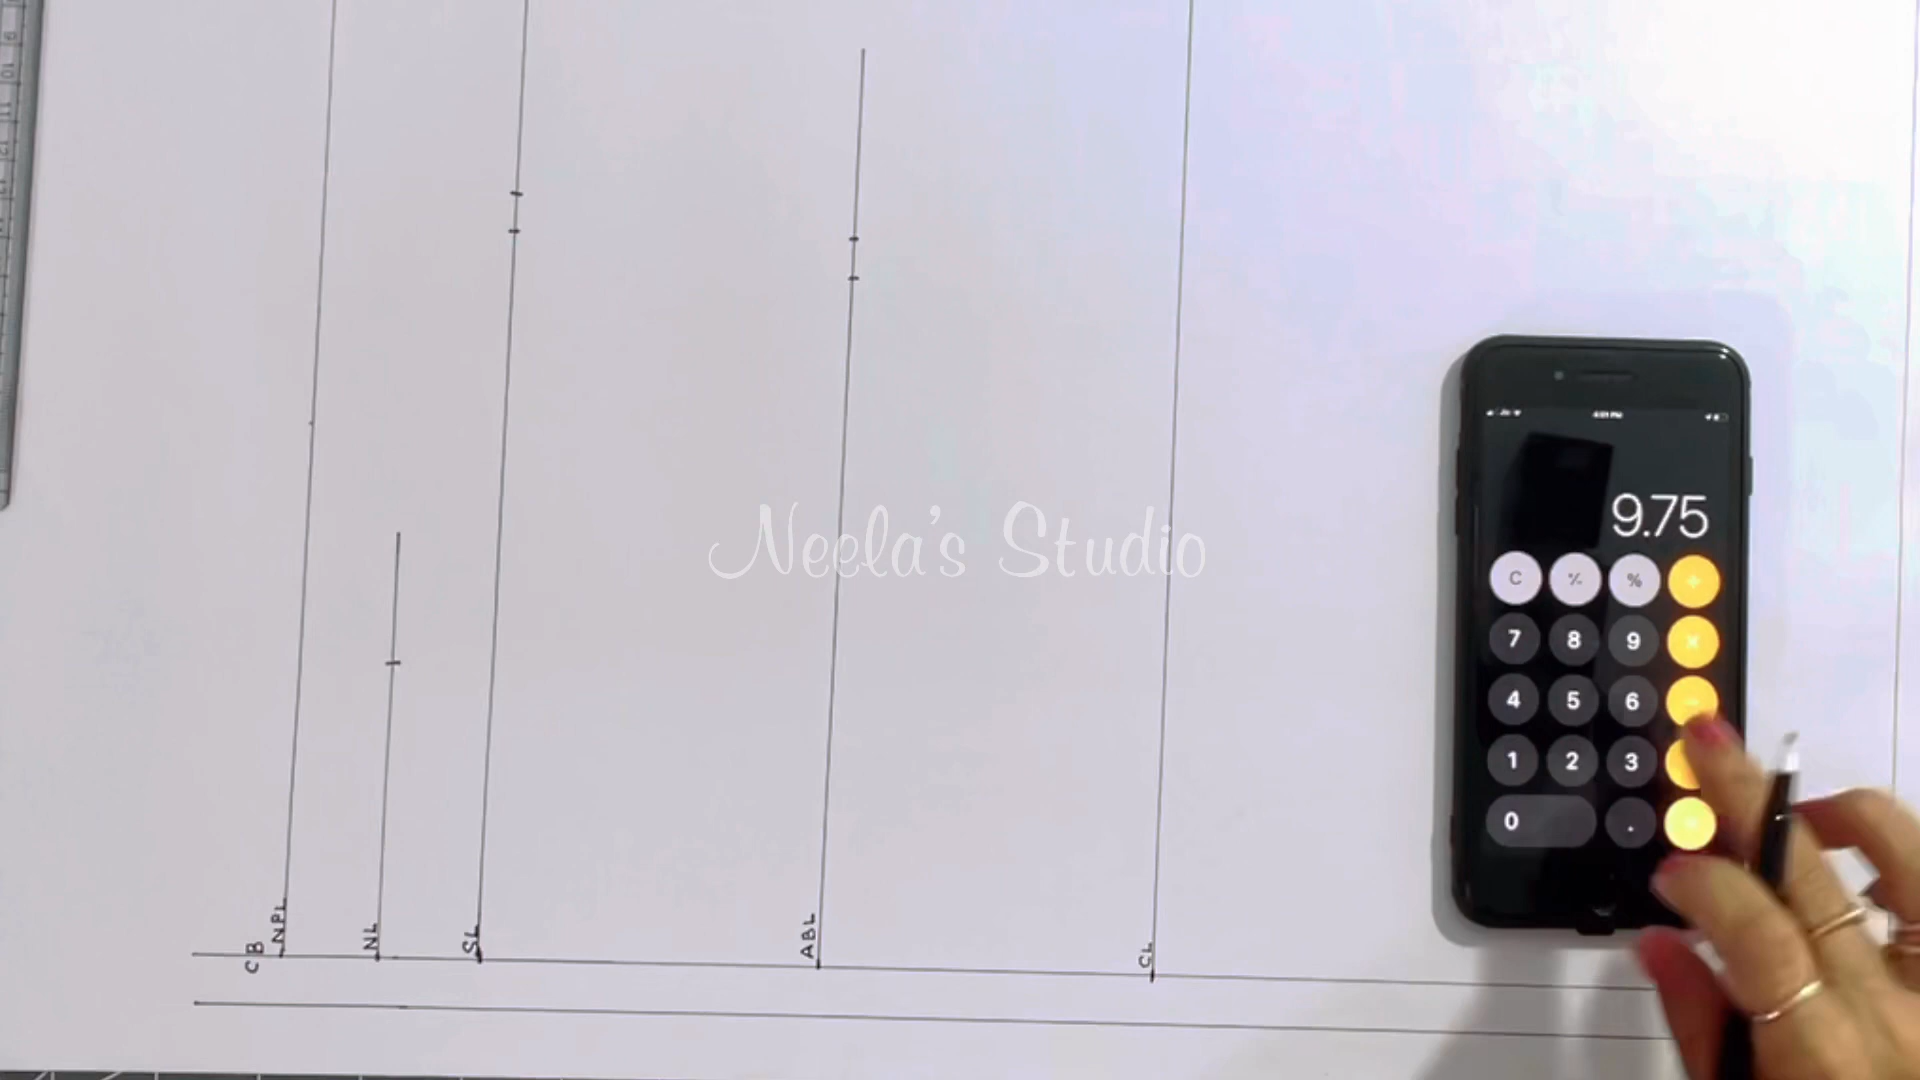 Neela's Studio
9.75
C
%
7 8 9
4 5 6
1 2 3
0 .
CB
NPL
NL
SL
ABL
CL